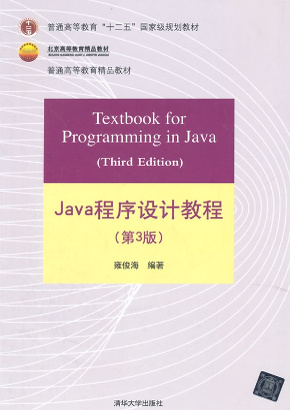 普通高等教育“十二五”国家级规划教材
北京高等教育精品教材
普通高等教育精品教材
Textbook for
Programming in Java
(Third Edition)
Java程序设计教程
(第3版)
雍俊海 编著
清华大学出版社